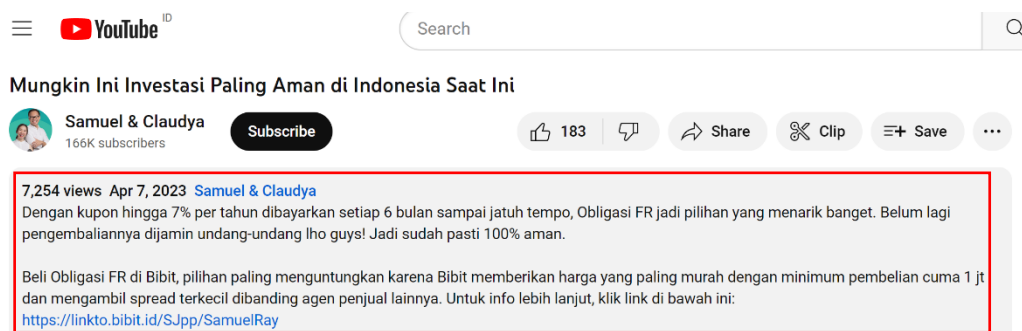 YouTube ID
Search
Mungkin Ini Investasi Paling Aman di Indonesia Saat Ini
Samuel & Claudya
166K subscribers
Subscribe
183
Share
Clip
Save
7,254 views Apr 7, 2023 Samuel & Claudya
Dengan kupon hingga 7% per tahun dibayarkan setiap 6 bulan sampai jatuh tempo, Obligasi FR jadi pilihan yang menarik banget. Belum lagi
pengembaliannya dijamin undang-undang lho guys! Jadi sudah pasti 100% aman.
Beli Obligasi FR di Bibit, pilihan paling menguntungkan karena Bibit memberikan harga yang paling murah dengan minimum pembelian cuma 1 jt
dan mengambil spread terkecil dibanding agen penjual lainnya. Untuk info lebih lanjut, klik link di bawah ini:
https://linkto.bibit.id/SJpp/SamuelRay